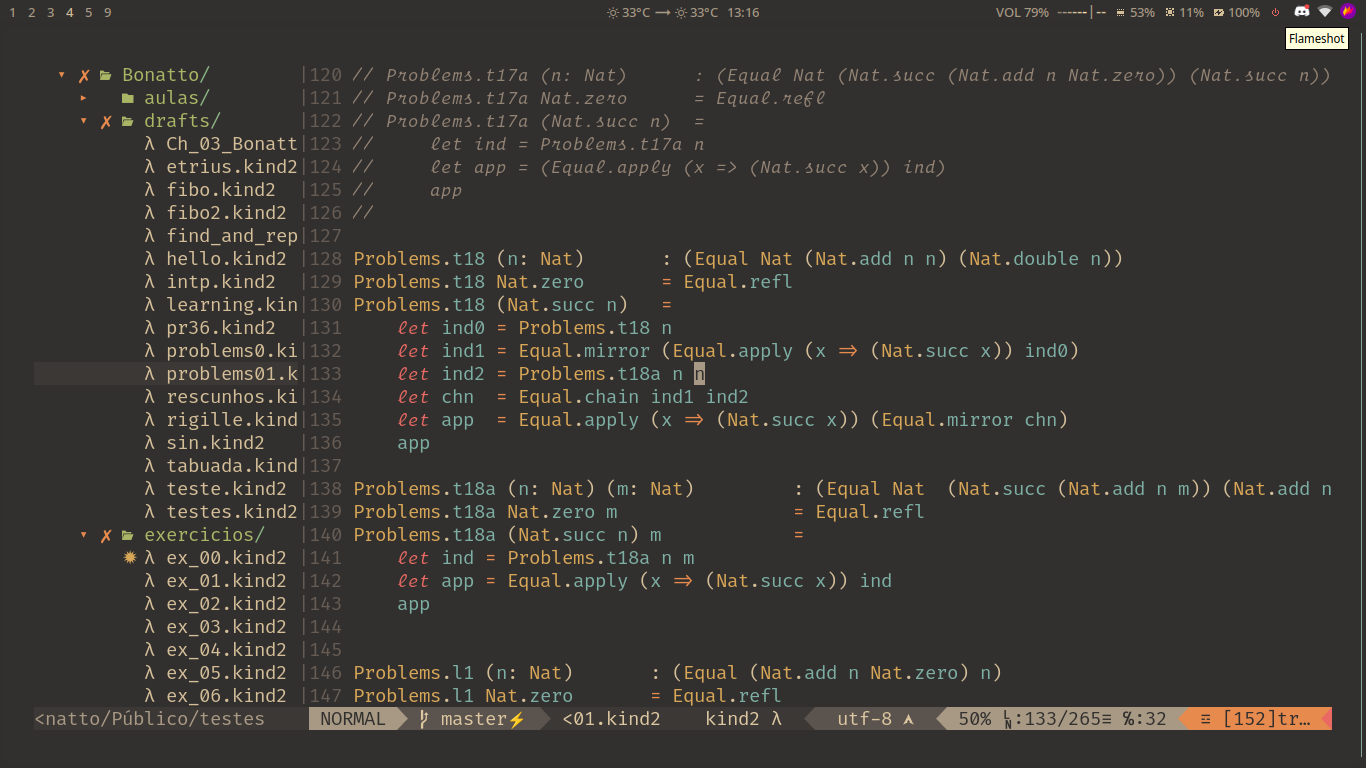 1 2 3 4 5 9 33°C 33°C 13:16 VOL 79% ------|-- 53% 11% 100%
Flameshot
▾ ✗ Bonatto/ |120 // Problems.t17a (n: Nat) : (Equal Nat (Nat.succ (Nat.add n Nat.zero)) (Nat.succ n))
▸ aulas/ |121 // Problems.t17a Nat.zero = Equal.refl
▾ ✗ drafts/ |122 // Problems.t17a (Nat.succ n) =
λ Ch_03_Bonatt|123 // let ind = Problems.t17a n
λ etrius.kind2|124 // let app = (Equal.apply (x => (Nat.succ x)) ind)
λ fibo.kind2 |125 // app
λ fibo2.kind2 |126 //
λ find_and_rep|127
λ hello.kind2 |128 Problems.t18 (n: Nat) : (Equal Nat (Nat.add n n) (Nat.double n))
λ intp.kind2 |129 Problems.t18 Nat.zero = Equal.refl
λ learning.kin|130 Problems.t18 (Nat.succ n) =
λ pr36.kind2 |131 let ind0 = Problems.t18 n
λ problems0.ki|132 let ind1 = Equal.mirror (Equal.apply (x => (Nat.succ x)) ind0)
λ problems01.k|133 let ind2 = Problems.t18a n n
λ rescunhos.ki|134 let chn = Equal.chain ind1 ind2
λ rigille.kind|135 let app = Equal.apply (x => (Nat.succ x)) (Equal.mirror chn)
λ sin.kind2 |136 app
λ tabuada.kind|137
λ teste.kind2 |138 Problems.t18a (n: Nat) (m: Nat) : (Equal Nat (Nat.succ (Nat.add n m)) (Nat.add n
λ testes.kind2|139 Problems.t18a Nat.zero m = Equal.refl
▾ ✗ exercicios/ |140 Problems.t18a (Nat.succ n) m =
λ ex_00.kind2 |141 let ind = Problems.t18a n m
λ ex_01.kind2 |142 let app = Equal.apply (x => (Nat.succ x)) ind
λ ex_02.kind2 |143 app
λ ex_03.kind2 |144
λ ex_04.kind2 |145
λ ex_05.kind2 |146 Problems.l1 (n: Nat) : (Equal (Nat.add n Nat.zero) n)
λ ex_06.kind2 |147 Problems.l1 Nat.zero = Equal.refl
<natto/Público/testes NORMAL master⚡ <01.kind2 kind2 λ utf-8 50% LN:133/265≡ %:32 ☲ [152]tr…